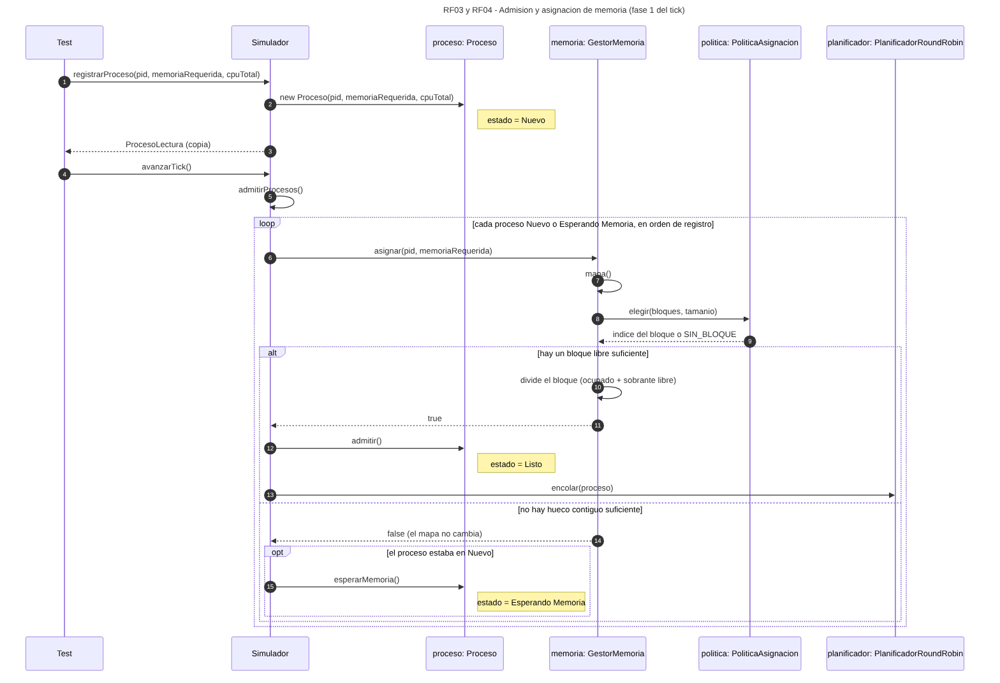 RF03 y RF04 - Admision y asignacion de memoria (fase 1 del tick)
Test
Simulador
proceso: Proceso
memoria: GestorMemoria
politica: PoliticaAsignacion
planificador: PlanificadorRoundRobin
1 registrarProceso(pid, memoriaRequerida, cpuTotal)
2 new Proceso(pid, memoriaRequerida, cpuTotal)
estado = Nuevo
ProcesoLectura (copia) 3
4 avanzarTick()
admitirProcesos()
5
loop [cada proceso Nuevo o Esperando Memoria, en orden de registro]
6 asignar(pid, memoriaRequerida)
mapa()
7
8 elegir(bloques, tamanio)
indice del bloque o SIN_BLOQUE 9
alt [hay un bloque libre suficiente]
divide el bloque (ocupado + sobrante libre)
10
true 11
12 admitir()
estado = Listo
13 encolar(proceso)
[no hay hueco contiguo suficiente]
false (el mapa no cambia) 14
opt [el proceso estaba en Nuevo]
15 esperarMemoria()
estado = Esperando Memoria
Test
Simulador
proceso: Proceso
memoria: GestorMemoria
politica: PoliticaAsignacion
planificador: PlanificadorRoundRobin